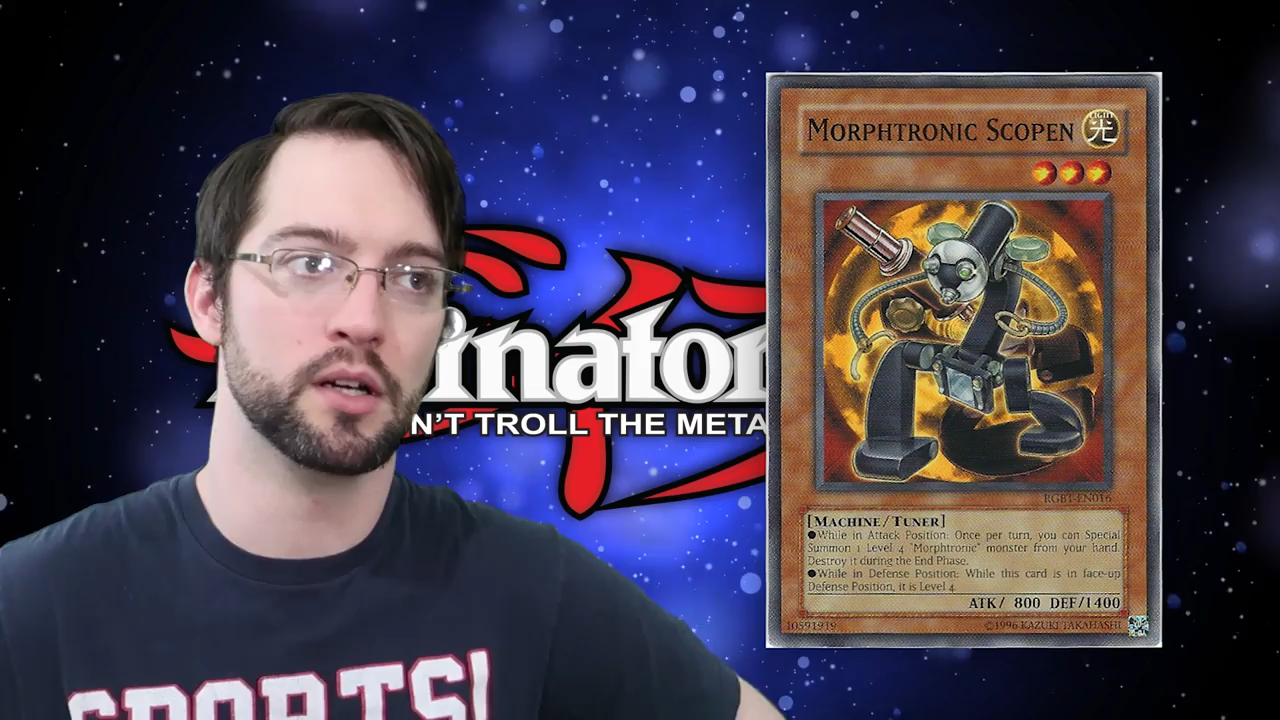 MORPHTRONIC SCOPEN
LIGHT
光
inator
N'T TROLL THE META
RGBT-EN016
[MACHINE/TUNER]
●While in Attack Position: Once per turn, you can Special
Summon 1 Level 4 "Morphtronic" monster from your hand.
Destroy it during the End Phase.
●While in Defense Position: While this card is in face-up
Defense Position, it is Level 4.
ATK/ 800 DEF/1400
10591919
©1996 KAZUKI TAKAHASHI
SPORTS!